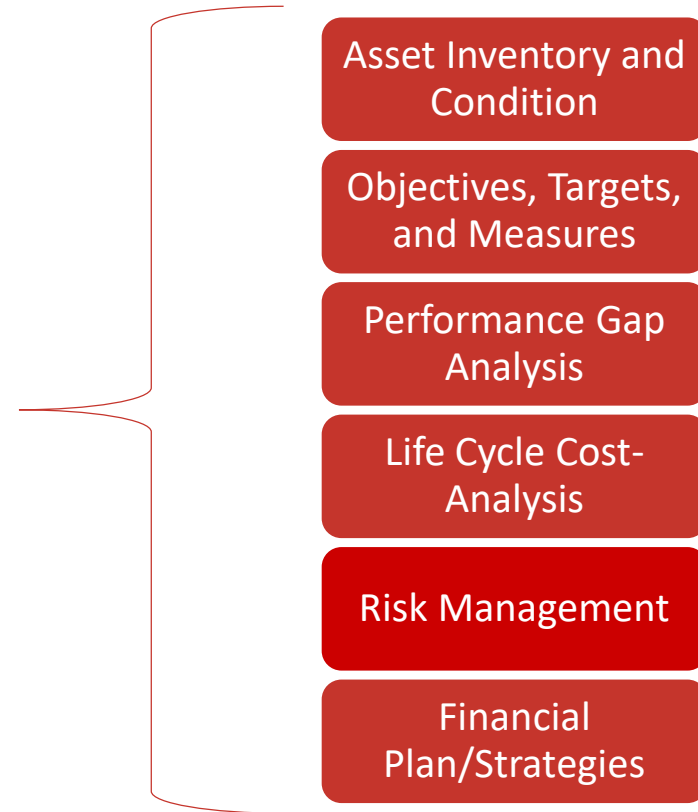 Asset Inventory and
Condition
Objectives, Targets,
and Measures
Performance Gap
Analysis
Life Cycle Cost-
Analysis
Risk Management
Financial
Plan/Strategies